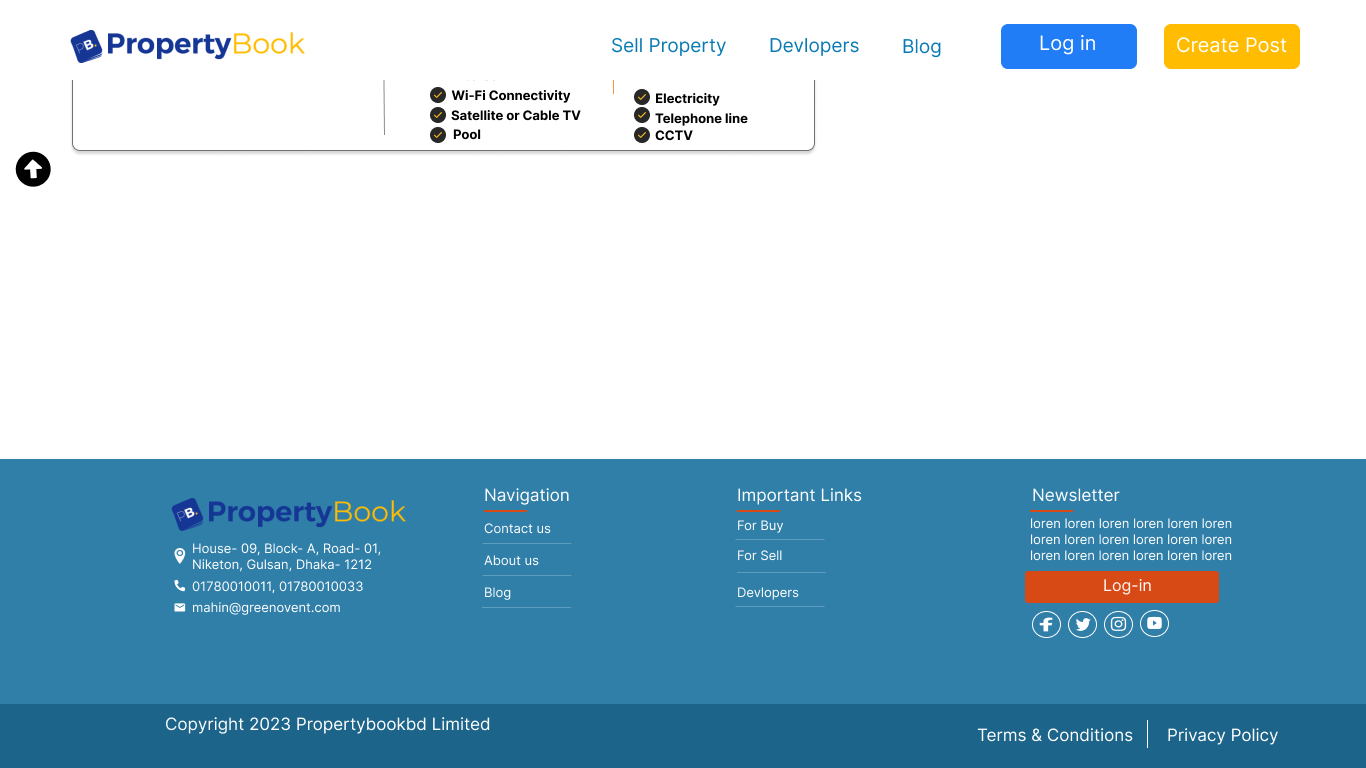 PB. PropertyBook
Sell Property
Devlopers
Blog
Log in
Create Post
Wi-Fi Connectivity
Satellite or Cable TV
Pool
Electricity
Telephone line
CCTV
PB. PropertyBook
House- 09, Block- A, Road- 01,
Niketon, Gulsan, Dhaka- 1212
01780010011, 01780010033
mahin@greenovent.com
Navigation
Contact us
About us
Blog
Important Links
For Buy
For Sell
Devlopers
Newsletter
loren loren loren loren loren loren
loren loren loren loren loren loren
loren loren loren loren loren loren
Log-in
Copyright 2023 Propertybookbd Limited
Terms & Conditions
Privacy Policy